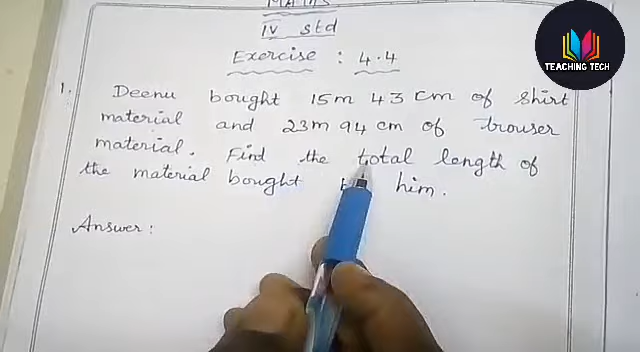 MATHS
IV std
Exercise : 4.4
TEACHING TECH
1. Deenu bought 15m 43 cm of shirt
material and 23m 94 cm of trouser
material. Find the total length of
the material bought him.
Answer: